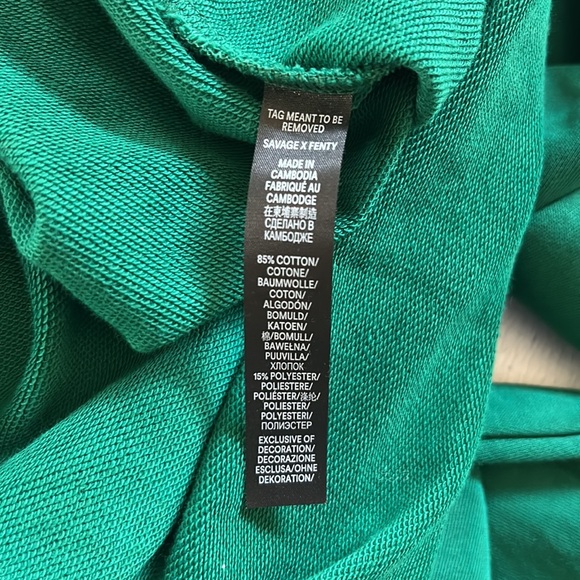 TAG MEANT TO BE
REMOVED
SAVAGE X FENTY
MADE IN
CAMBODIA
FABRIQUÉ AU
CAMBODGE
在柬埔寨制造
СДЕЛАНО В
КАМБОДЖЕ
85% COTTON/
COTONE/
BAUMWOLLE/
COTON/
ALGODÓN/
BOMULD/
KATOEN/
棉/BOMULL/
BAWEŁNA/
PUUVILLA/
ХЛОПОК
15% POLYESTER/
POLIESTERE/
POLIÉSTER/涤纶/
POLIESTER/
POLYESTERI/
ПОЛИЭСТЕР
EXCLUSIVE OF
DECORATION/
DECORAZIONE
ESCLUSA/OHNE
DEKORATION/